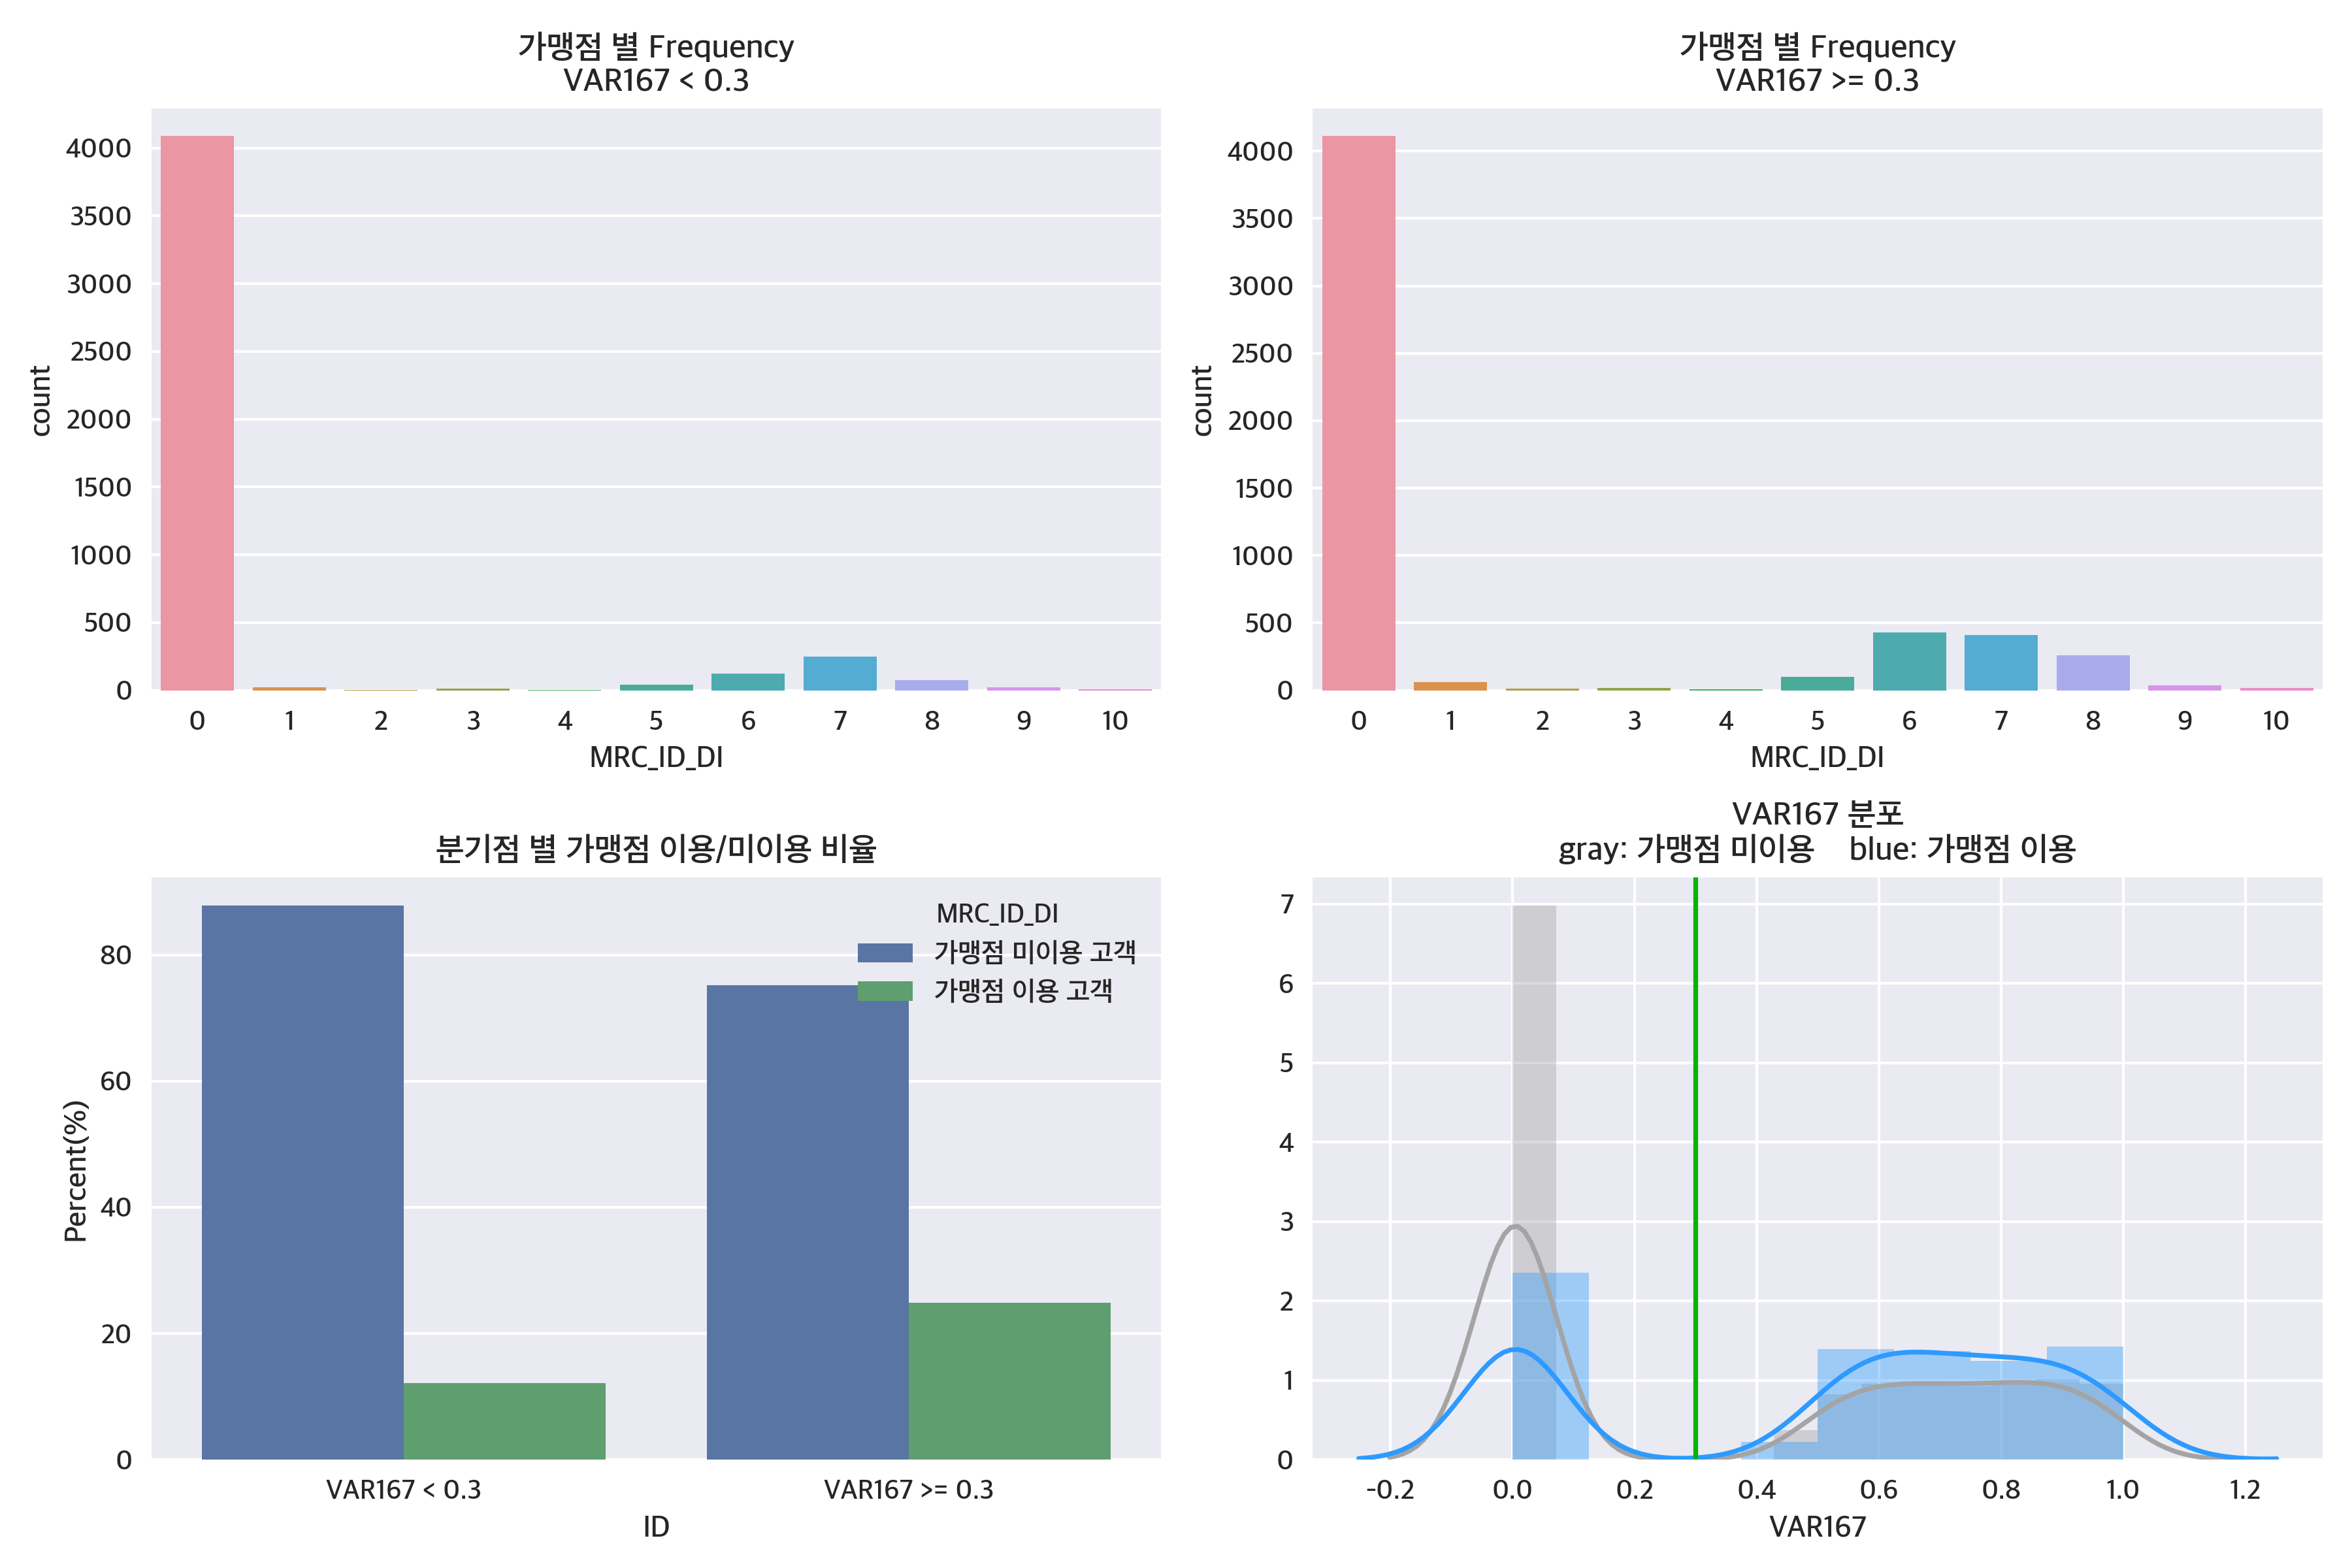 가맹점 별 Frequency
VAR167 < 0.3
4000
3500
3000
2500
2000
1500
1000
500
0
count
0 1 2 3 4 5 6 7 8 9 10
MRC_ID_DI
가맹점 별 Frequency
VAR167 >= 0.3
4000
3500
3000
2500
2000
1500
1000
500
0
count
0 1 2 3 4 5 6 7 8 9 10
MRC_ID_DI
분기점 별 가맹점 이용/미이용 비율
MRC_ID_DI
가맹점 미이용 고객
가맹점 이용 고객
80
60
40
20
0
Percent(%)
VAR167 < 0.3 VAR167 >= 0.3
ID
VAR167 분포
gray: 가맹점 미이용 blue: 가맹점 이용
7
6
5
4
3
2
1
0
-0.2 0.0 0.2 0.4 0.6 0.8 1.0 1.2
VAR167